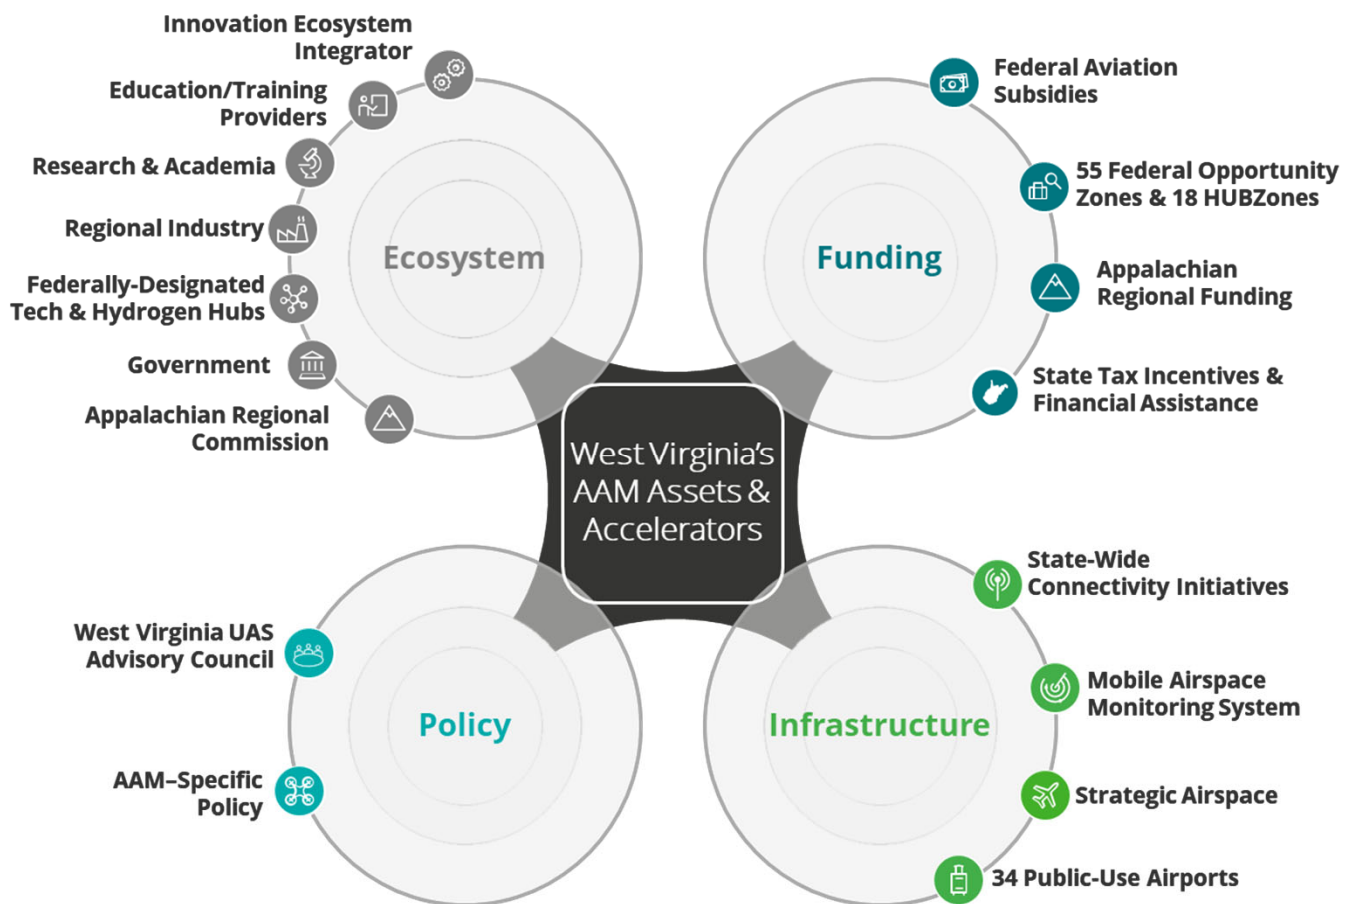 Innovation Ecosystem
Integrator
Education/Training
Providers
Research & Academia
Regional Industry
Federally-Designated
Tech & Hydrogen Hubs
Government
Appalachian Regional
Commission
Ecosystem
Funding
Federal Aviation
Subsidies
55 Federal Opportunity
Zones & 18 HUBZones
Appalachian
Regional Funding
State Tax Incentives &
Financial Assistance
West Virginia's
AAM Assets &
Accelerators
West Virginia UAS
Advisory Council
AAM–Specific
Policy
Policy
Infrastructure
State-Wide
Connectivity Initiatives
Mobile Airspace
Monitoring System
Strategic Airspace
34 Public-Use Airports